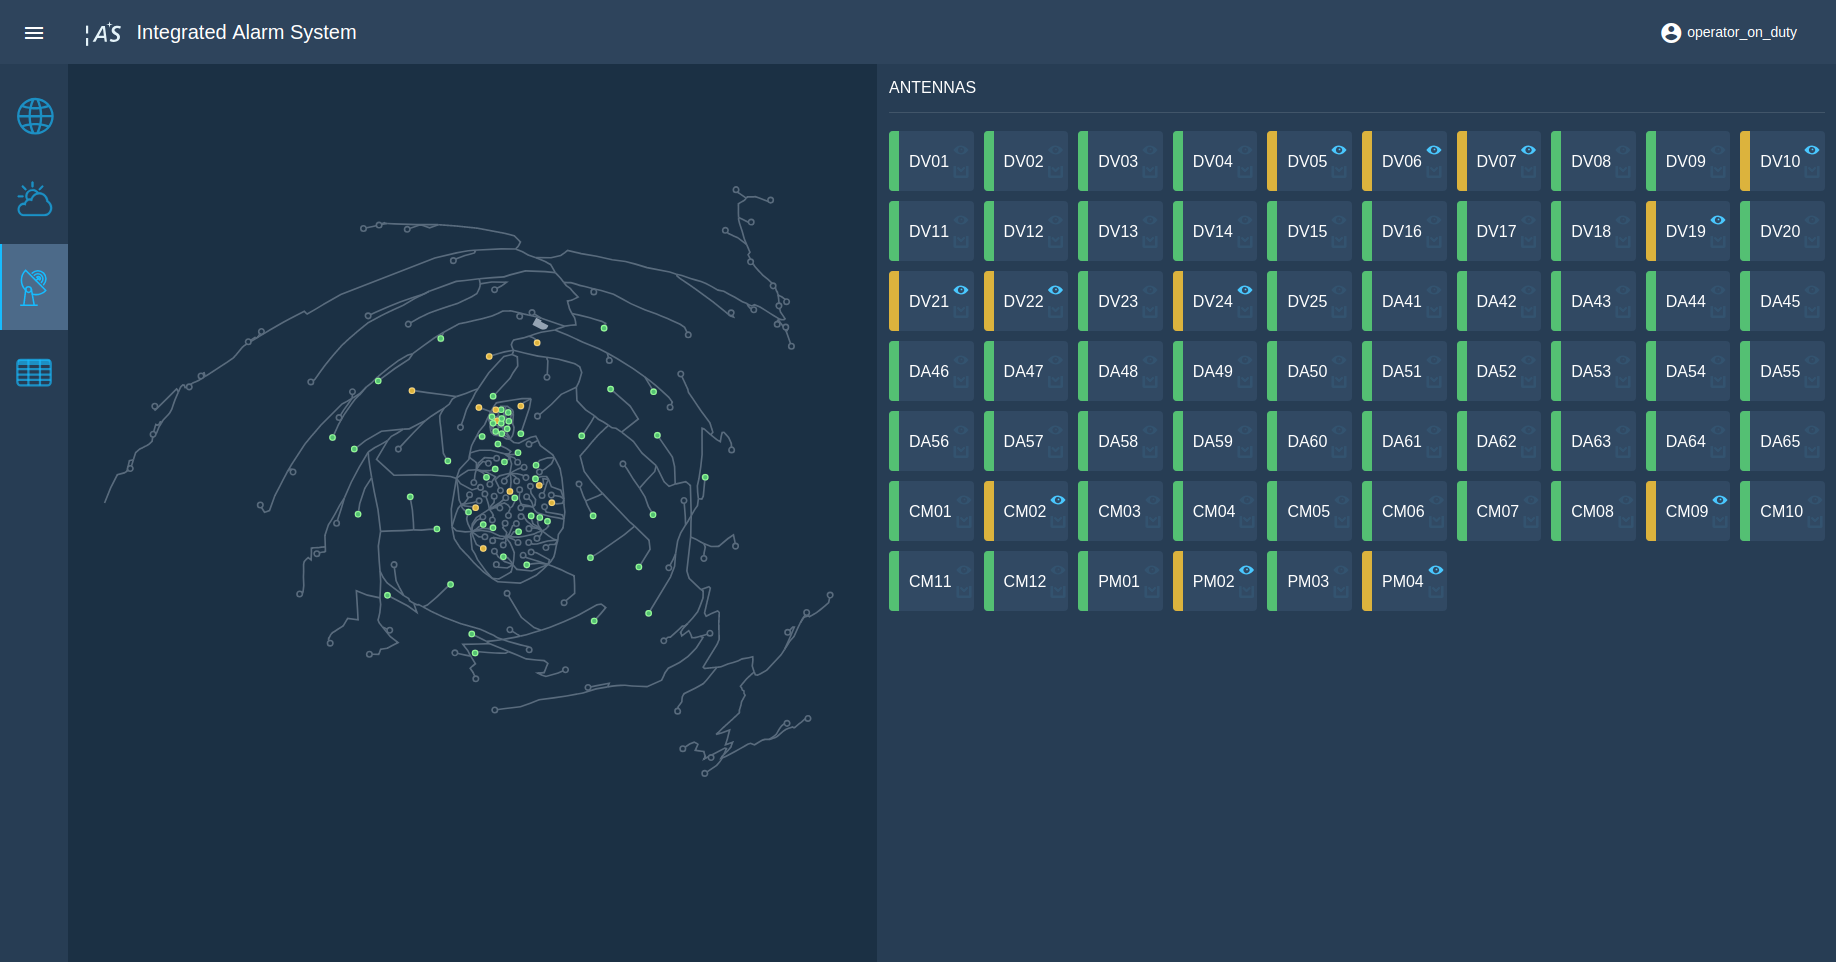 IAS Integrated Alarm System operator_on_duty
ANTENNAS
DV01 DV02 DV03 DV04 DV05 DV06 DV07 DV08 DV09 DV10
DV11 DV12 DV13 DV14 DV15 DV16 DV17 DV18 DV19 DV20
DV21 DV22 DV23 DV24 DV25 DA41 DA42 DA43 DA44 DA45
DA46 DA47 DA48 DA49 DA50 DA51 DA52 DA53 DA54 DA55
DA56 DA57 DA58 DA59 DA60 DA61 DA62 DA63 DA64 DA65
CM01 CM02 CM03 CM04 CM05 CM06 CM07 CM08 CM09 CM10
CM11 CM12 PM01 PM02 PM03 PM04